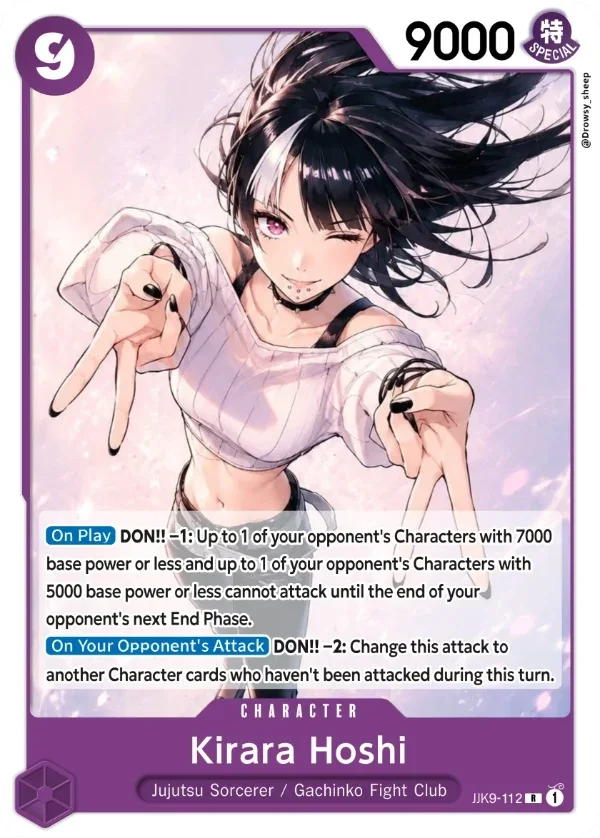 9
9000
特
SPECIAL
@Drowsy_sheep
On Play DON!! −1: Up to 1 of your opponent's Characters with 7000
base power or less and up to 1 of your opponent's Characters with
5000 base power or less cannot attack until the end of your
opponent's next End Phase.
On Your Opponent's Attack DON!! −2: Change this attack to
another Character cards who haven't been attacked during this turn.
CHARACTER
Kirara Hoshi
Jujutsu Sorcerer / Gachinko Fight Club
JJK9-112 R 1